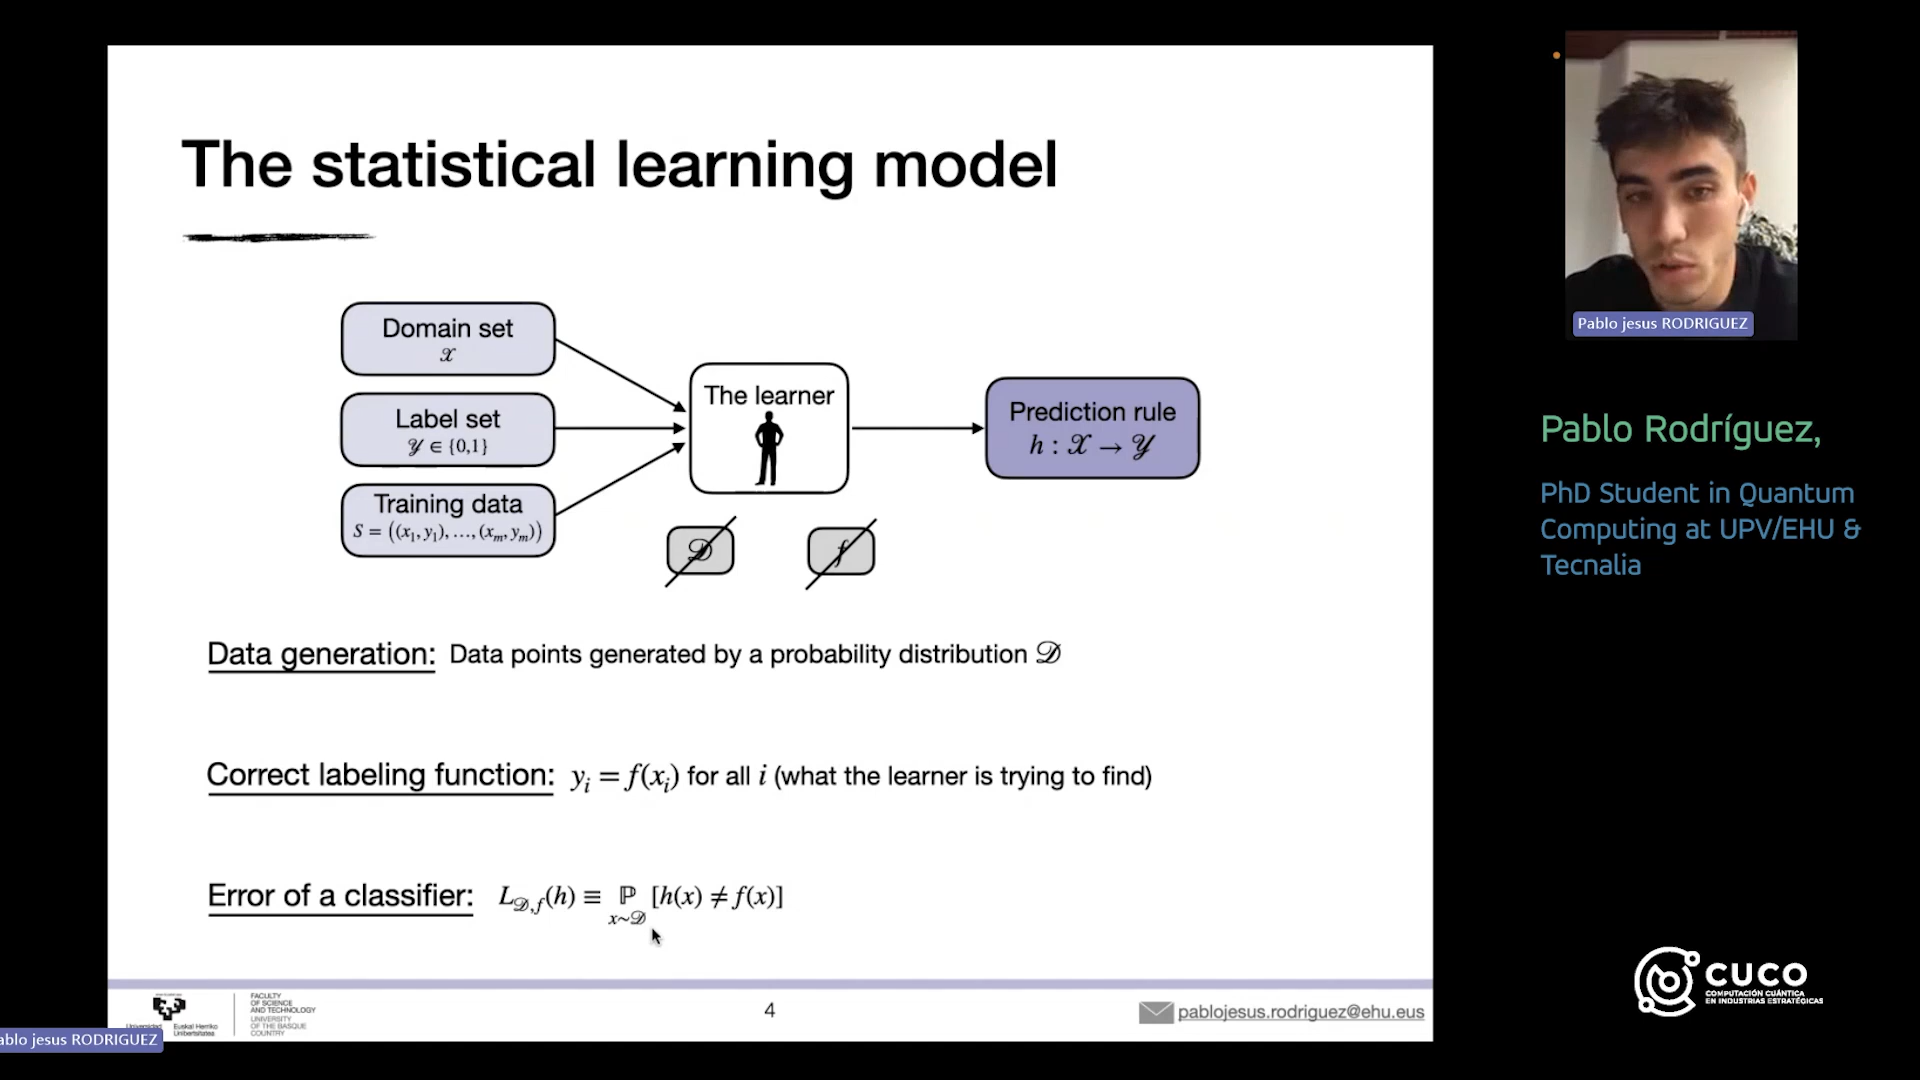 The statistical learning model
Domain set
𝒳
Label set
𝒴 ∈ {0,1}
Training data
S = ((x₁, y₁), …, (xₘ, yₘ))
The learner
Prediction rule
h : 𝒳 → 𝒴
𝒟
f
Data generation: Data points generated by a probability distribution 𝒟
Correct labeling function: yᵢ = f(xᵢ) for all i (what the learner is trying to find)
Error of a classifier: L𝒟,f(h) ≡ ℙ [h(x) ≠ f(x)]
x~𝒟
Universidad
Euskal Herriko
Unibertsitatea
FACULTY
OF SCIENCE
AND TECHNOLOGY
UNIVERSITY
OF THE BASQUE
COUNTRY
4
pablojesus.rodriguez@ehu.eus
ablo jesus RODRIGUEZ
Pablo jesus RODRIGUEZ
Pablo Rodríguez,
PhD Student in Quantum
Computing at UPV/EHU &
Tecnalia
CUCO
COMPUTACIÓN CUÁNTICA
EN INDUSTRIAS ESTRATÉGICAS